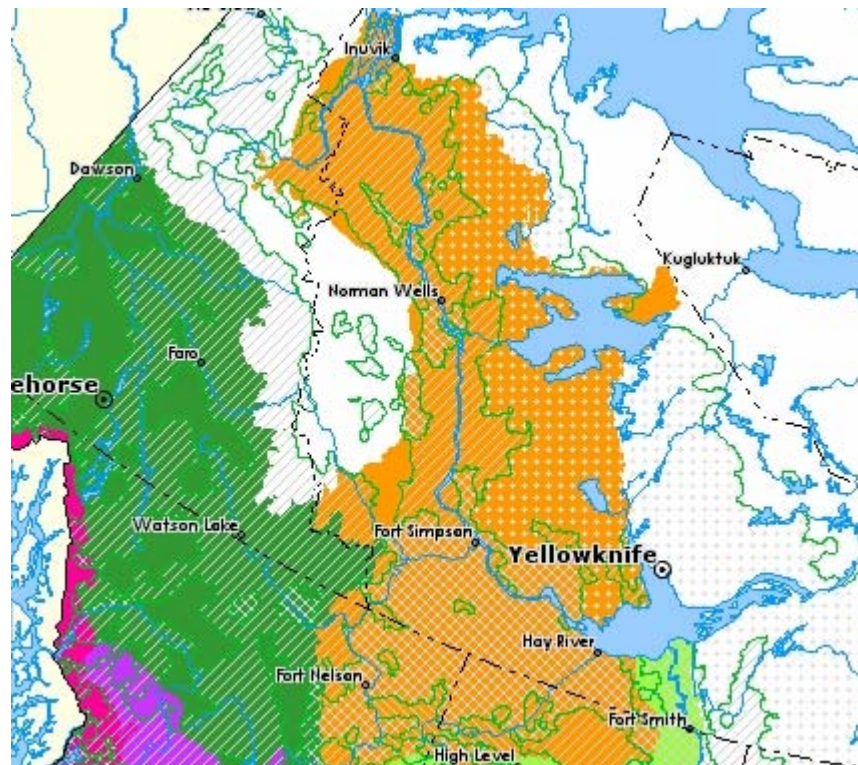 Inuvik
Dawson
Kugluktuk
Norman Wells
Faro
ehorse
Watson Lake
Fort Simpson
Yellowknife
Hay River
Fort Nelson
Fort Smith
High Level